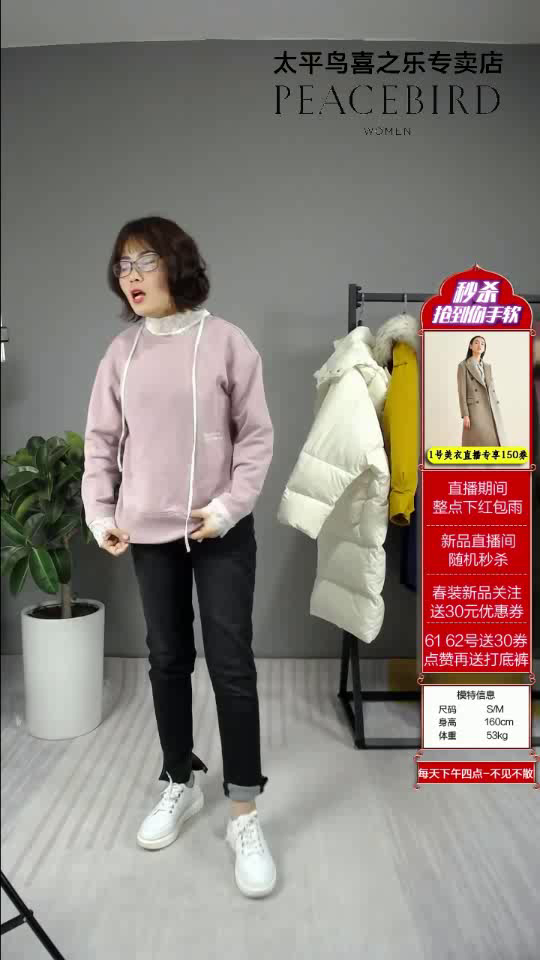 太平鸟喜之乐专卖店
PEACEBIRD
WOMEN
秒杀
抢到你手软
1号美衣直播专享150券
直播期间
整点下红包雨
新品直播间
随机秒杀
春装新品关注
送30元优惠券
61 62号送30券
点赞再送打底裤
模特信息
尺码 S/M
身高 160cm
体重 53kg
每天下午四点-不见不散